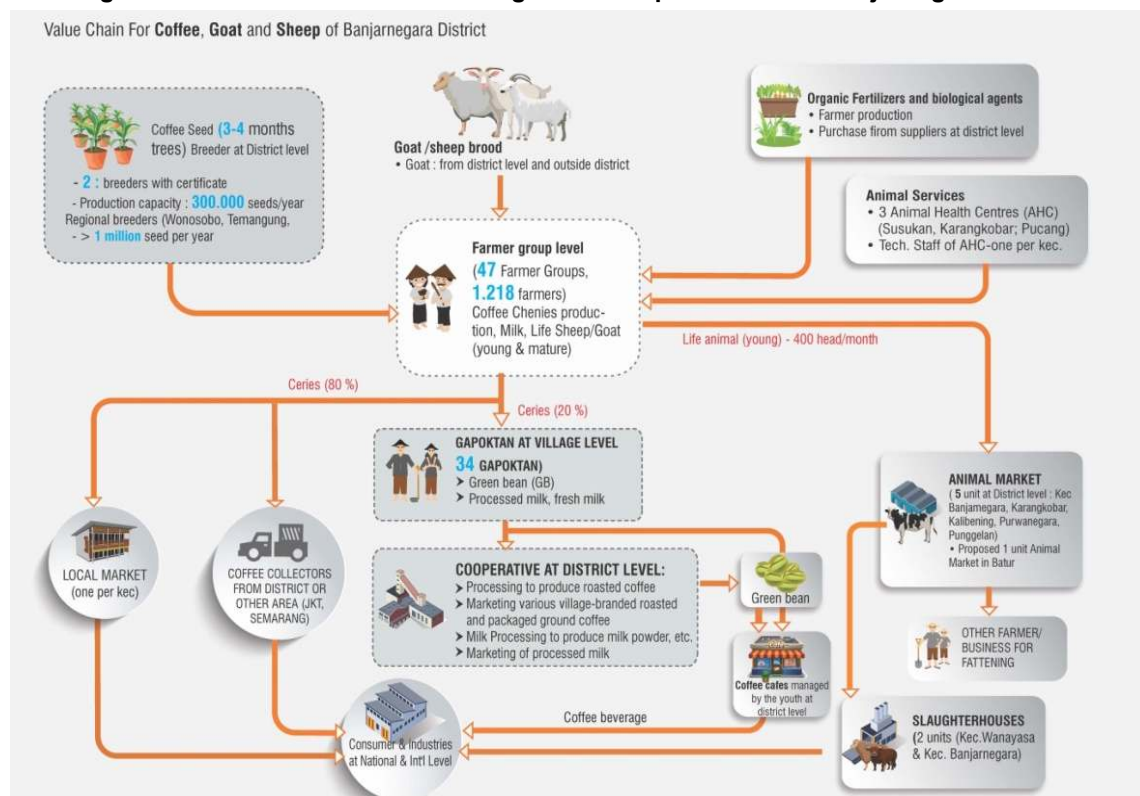 Value Chain For Coffee, Goat and Sheep of Banjarnegara District
Coffee Seed (3-4 months
trees) Breeder at District level
- 2 : breeders with certificate
- Production capacity : 300.000 seeds/year
Regional breeders (Wonosobo, Temangung,
- > 1 million seed per year
Goat /sheep brood
• Goat : from district level and outside district
Organic Fertilizers and biological agents
• Farmer production
• Purchase firom suppliers at district level
Animal Services
• 3 Animal Health Centres (AHC)
(Susukan, Karangkobar; Pucang)
• Tech. Staff of AHC-one per kec.
Farmer group level
(47 Farmer Groups,
1.218 farmers)
Coffee Chenies produc-
tion, Milk, Life Sheep/Goat
(young & mature)
Life animal (young) - 400 head/month
Ceries (80 %)
Ceries (20 %)
GAPOKTAN AT VILLAGE LEVEL
34 GAPOKTAN)
➤ Green bean (GB)
➤ Processed milk, fresh milk
LOCAL MARKET
(one per kec)
COFFEE COLLECTORS
FROM DISTRICT OR
OTHER AREA (JKT,
SEMARANG)
COOPERATIVE AT DISTRICT LEVEL:
➤ Processing to produce roasted coffee
➤ Marketing various village-branded roasted
and packaged ground coffee
➤ Milk Processing to produce milk powder, etc.
➤ Marketing of processed milk
Green bean
Coffee cafes managed
by the youth at
district level
ANIMAL MARKET
( 5 unit at District level : Kec
Banjamegara, Karangkobar,
Kalibening, Purwanegara,
Punggelan)
• Proposed 1 unit Animal
Market in Batur
OTHER FARMER/
BUSINESS FOR
FATTENING
SLAUGHTERHOUSES
(2 units (Kec.Wanayasa
& Kec. Banjarnegara)
Coffee beverage
Consumer & Industries
at National & Int'l Level